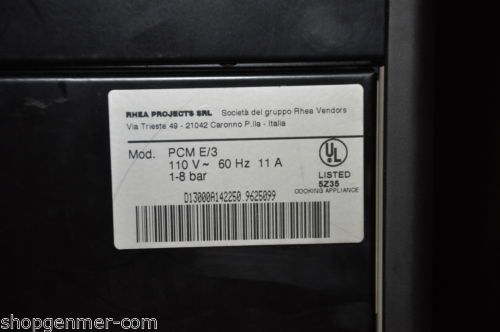 RHEA PROJECTS SRL Società del gruppo Rhea Vendors
Via Trieste 49 - 21042 Caronno P.lla - Italia
Mod. PCM E/3
110 V~ 60 Hz 11 A
1-8 bar
UL
LISTED
5Z35
COOKING APPLIANCE
D13000A142250 9625099
shopgenmer-com@ebay